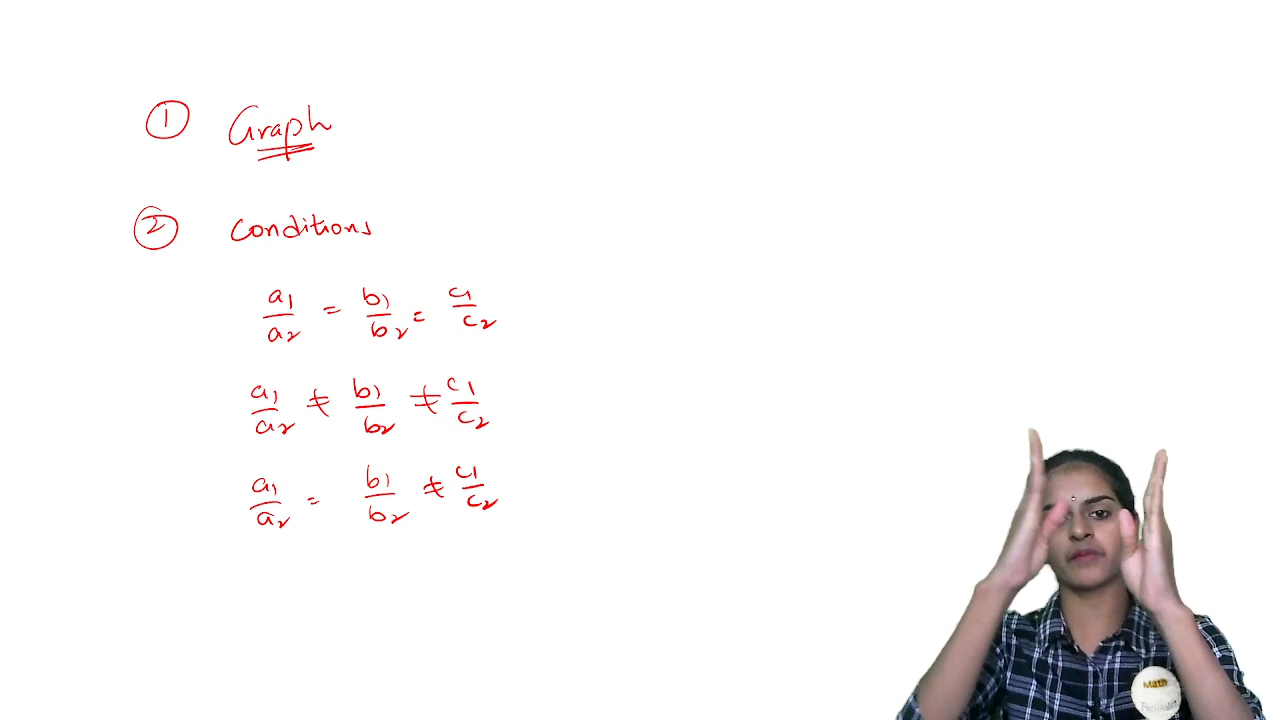 ① Graph
② Conditions
a₁/a₂ = b₁/b₂ = c₁/c₂
a₁/a₂ ≠ b₁/b₂ ≠ c₁/c₂
a₁/a₂ = b₁/b₂ ≠ c₁/c₂
Math